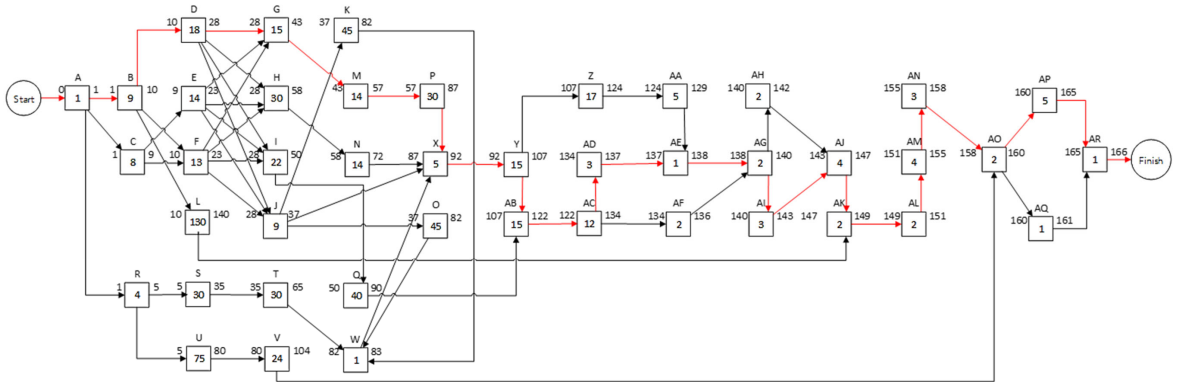 D G K
10 18 28 28 15 43 37 45 82
Z AA AH AN AP
107 17 124 124 5 129 140 2 142 155 3 158 160 5 165
A B E H M P
Start 0 1 1 1 9 10 9 14 23 28 30 58 43 14 57 57 30 87
C F I N X Y AD AE AG AJ AM AO AR
1 8 9 10 13 23 28 22 50 58 14 72 87 5 92 92 15 107 134 3 137 137 1 138 138 2 140 143 4 147 151 4 155 158 2 160 165 1 166 Finish
L J O AB AC AF AI AK AL AQ
10 130 140 28 9 37 37 45 82 107 15 122 122 12 134 134 2 136 140 3 143 147 2 149 149 2 151 160 1 161
R S T Q
1 4 5 5 30 35 35 30 65 50 40 90
U V W
5 75 80 80 24 104 82 1 83